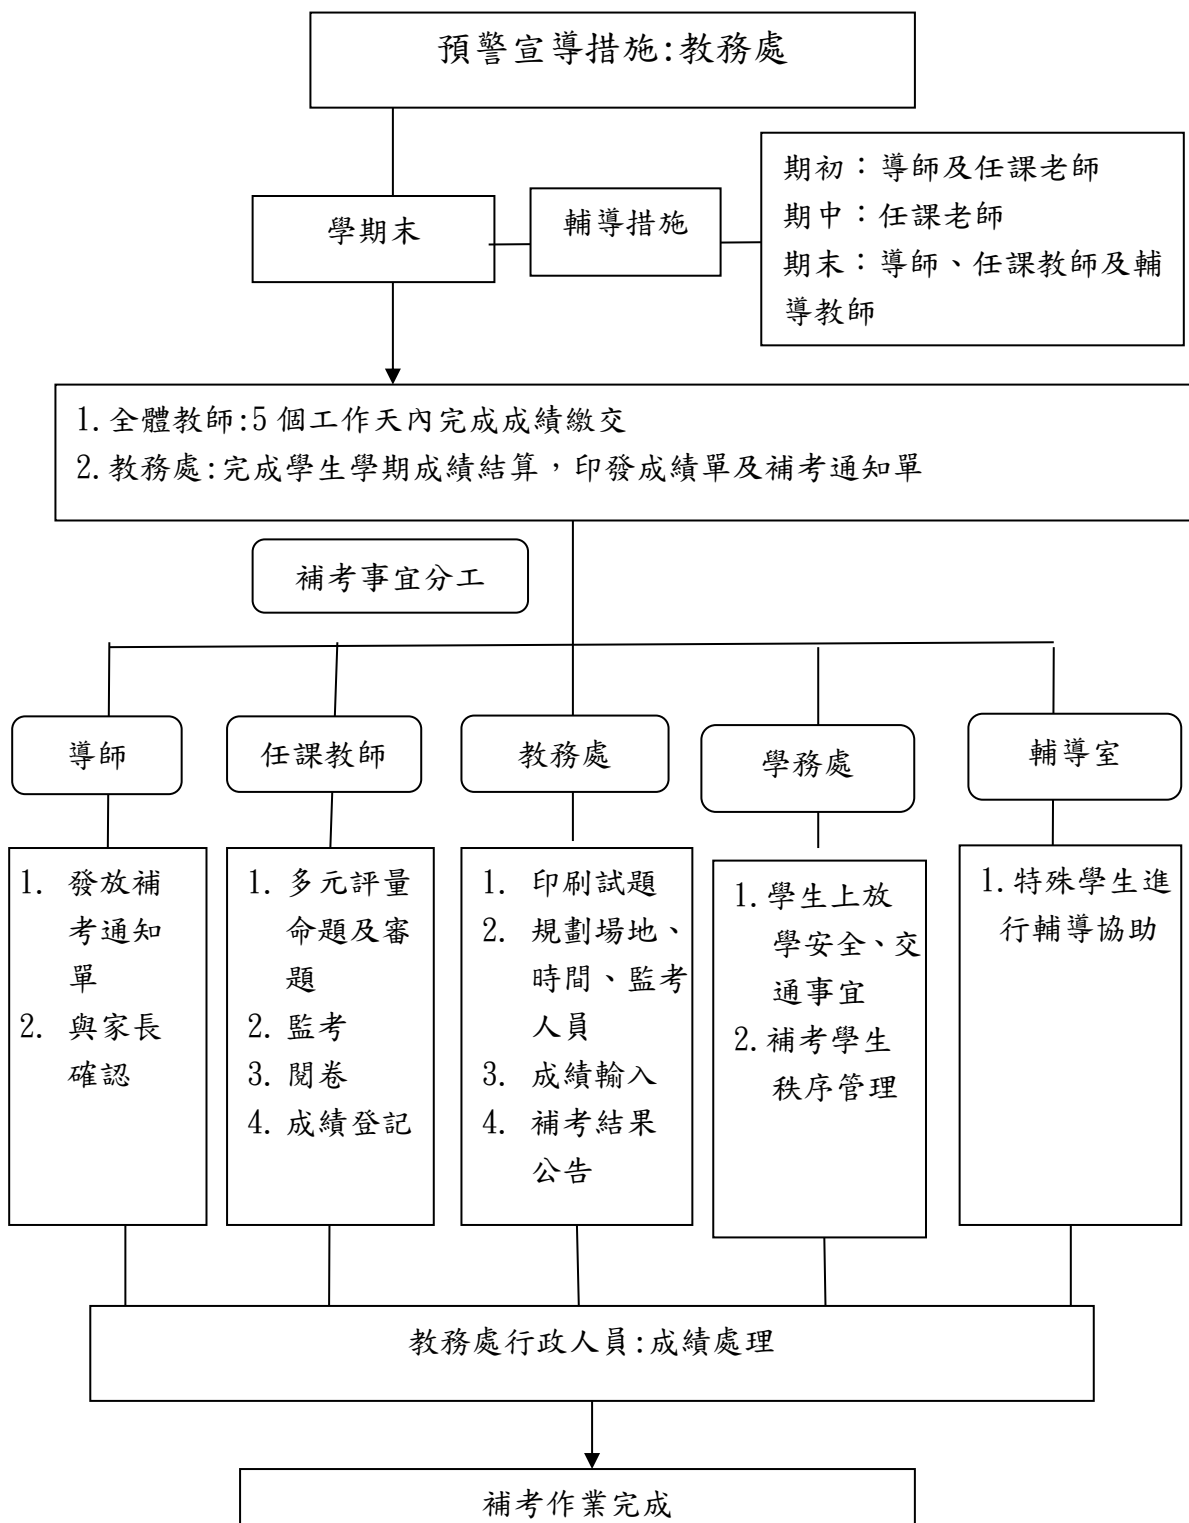 預警宣導措施:教務處
學期末
輔導措施
期初：導師及任課老師
期中：任課老師
期末：導師、任課教師及輔
導教師
1. 全體教師:5 個工作天內完成成績繳交
2. 教務處:完成學生學期成績結算，印發成績單及補考通知單
補考事宜分工
導師
任課教師
教務處
學務處
輔導室
1. 發放補
考通知
單
2. 與家長
確認
1. 多元評量
命題及審
題
2. 監考
3. 閱卷
4. 成績登記
1. 印刷試題
2. 規劃場地、
時間、監考
人員
3. 成績輸入
4. 補考結果
公告
1. 學生上放
學安全、交
通事宜
2. 補考學生
秩序管理
1. 特殊學生進
行輔導協助
教務處行政人員:成績處理
補考作業完成